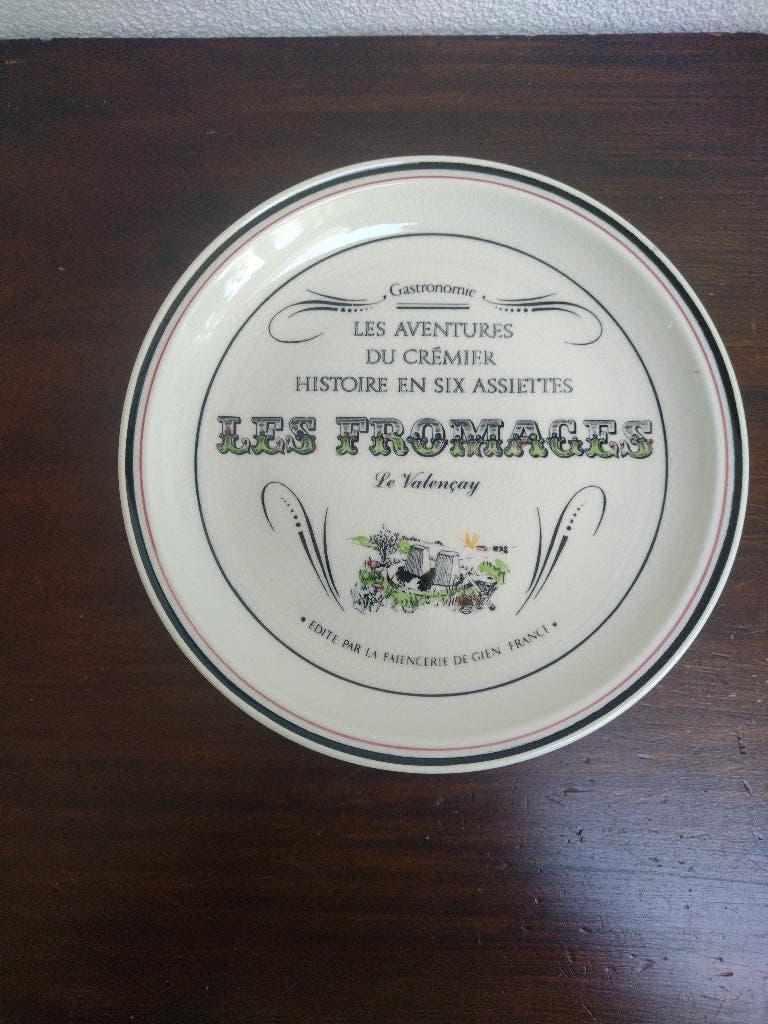 Gastronomie
LES AVENTURES
DU CRÉMIER
HISTOIRE EN SIX ASSIETTES
LES FROMAGES
Le Valençay
• EDITE PAR LA FAIENCERIE DE GIEN FRANCE •